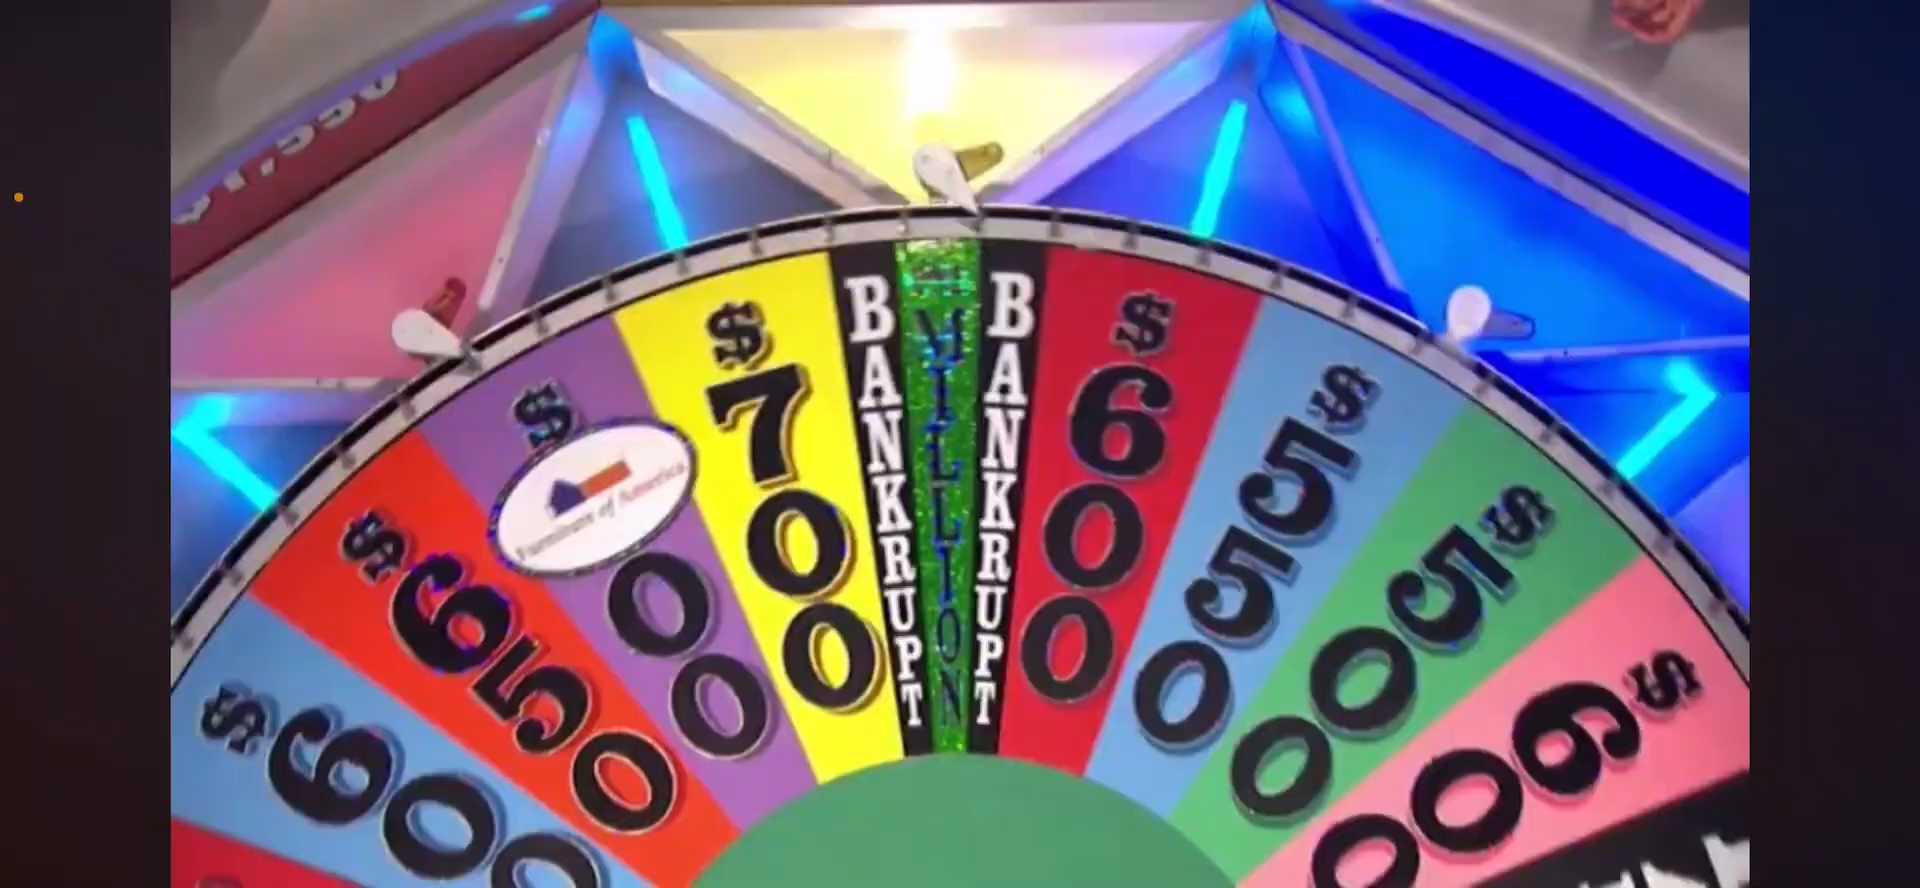 $600
$650
$
Furniture of America
00
$700
BANKRUPT
MILLION
BANKRUPT
$600
$550
$500
$900